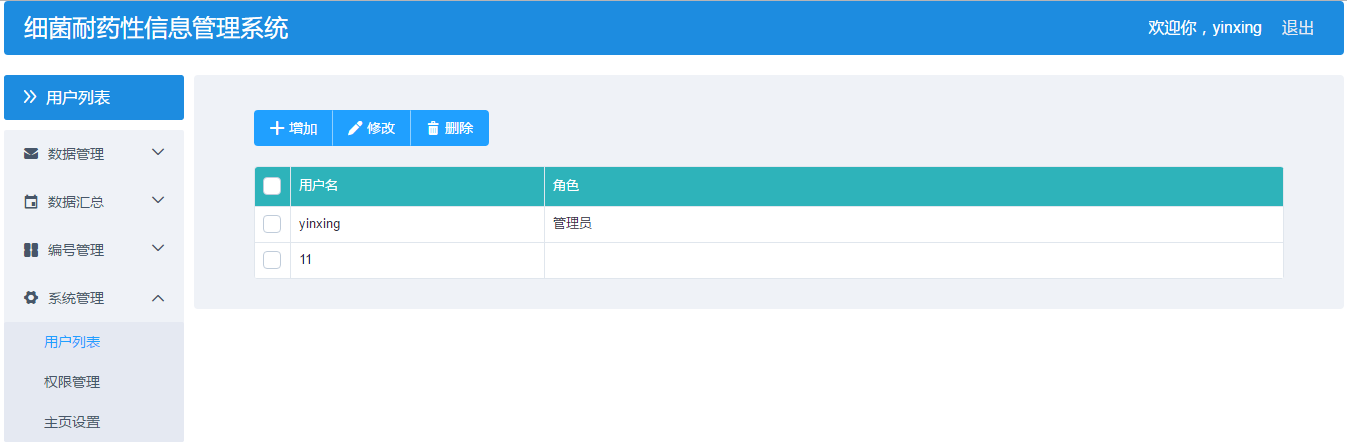 细菌耐药性信息管理系统
欢迎你，yinxing 退出
用户列表
数据管理
数据汇总
编号管理
系统管理
用户列表
权限管理
主页设置
增加 修改 删除
用户名 角色
yinxing 管理员
11